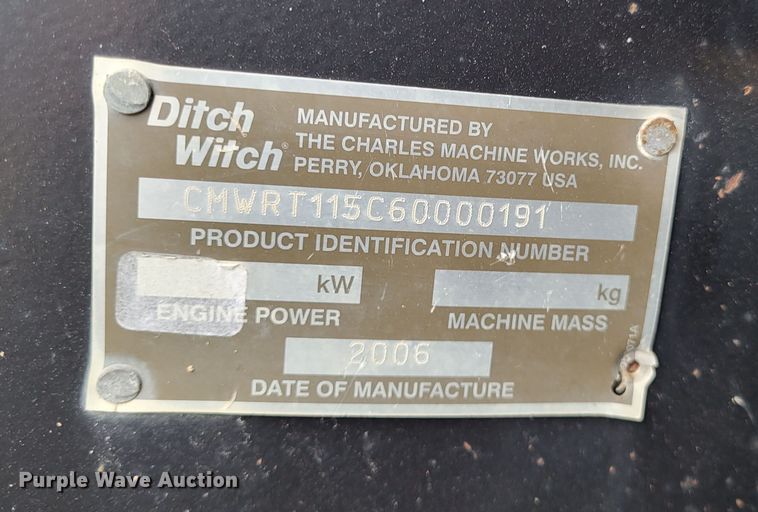 Ditch Witch®
MANUFACTURED BY
THE CHARLES MACHINE WORKS, INC.
PERRY, OKLAHOMA 73077 USA
CMWRT115C60000191
PRODUCT IDENTIFICATION NUMBER
kW
ENGINE POWER
kg
MACHINE MASS
2006
DATE OF MANUFACTURE
Purple Wave Auction